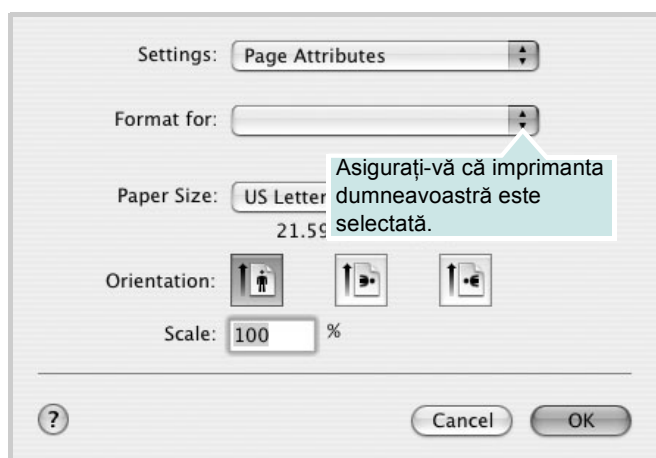 Settings: Page Attributes
Format for:
Asigurați-vă că imprimanta
dumneavoastră este
selectată.
Paper Size: US Letter
21.59
Orientation:
Scale: 100 %
? Cancel OK